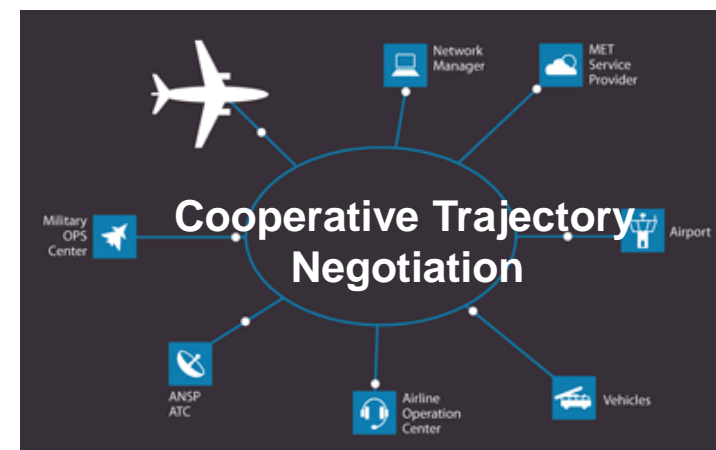 Network
Manager
MET
Service
Provider
Military
OPS
Center
Cooperative Trajectory
Negotiation
Airport
ANSP
ATC
Airline
Operation
Center
Vehicles